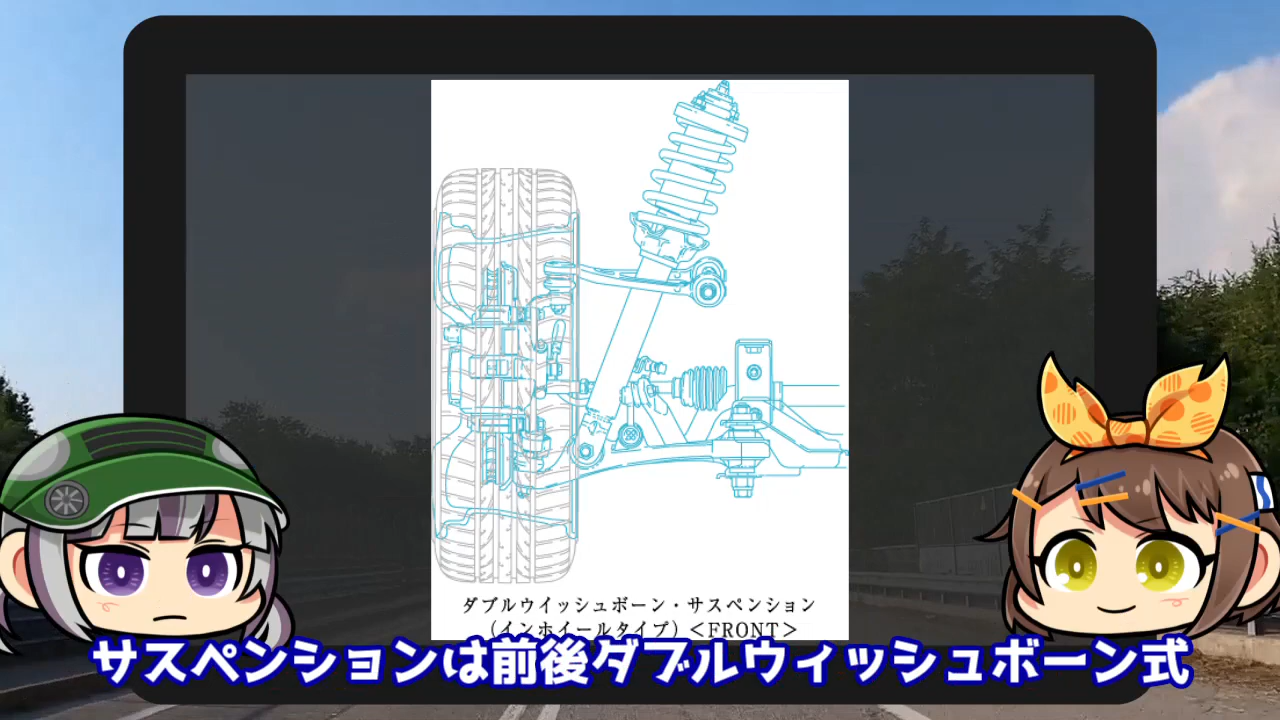 ダブルウイッシュボーン・サスペンション
（インホイールタイプ）＜FRONT＞
サスペンションは前後ダブルウィッシュボーン式